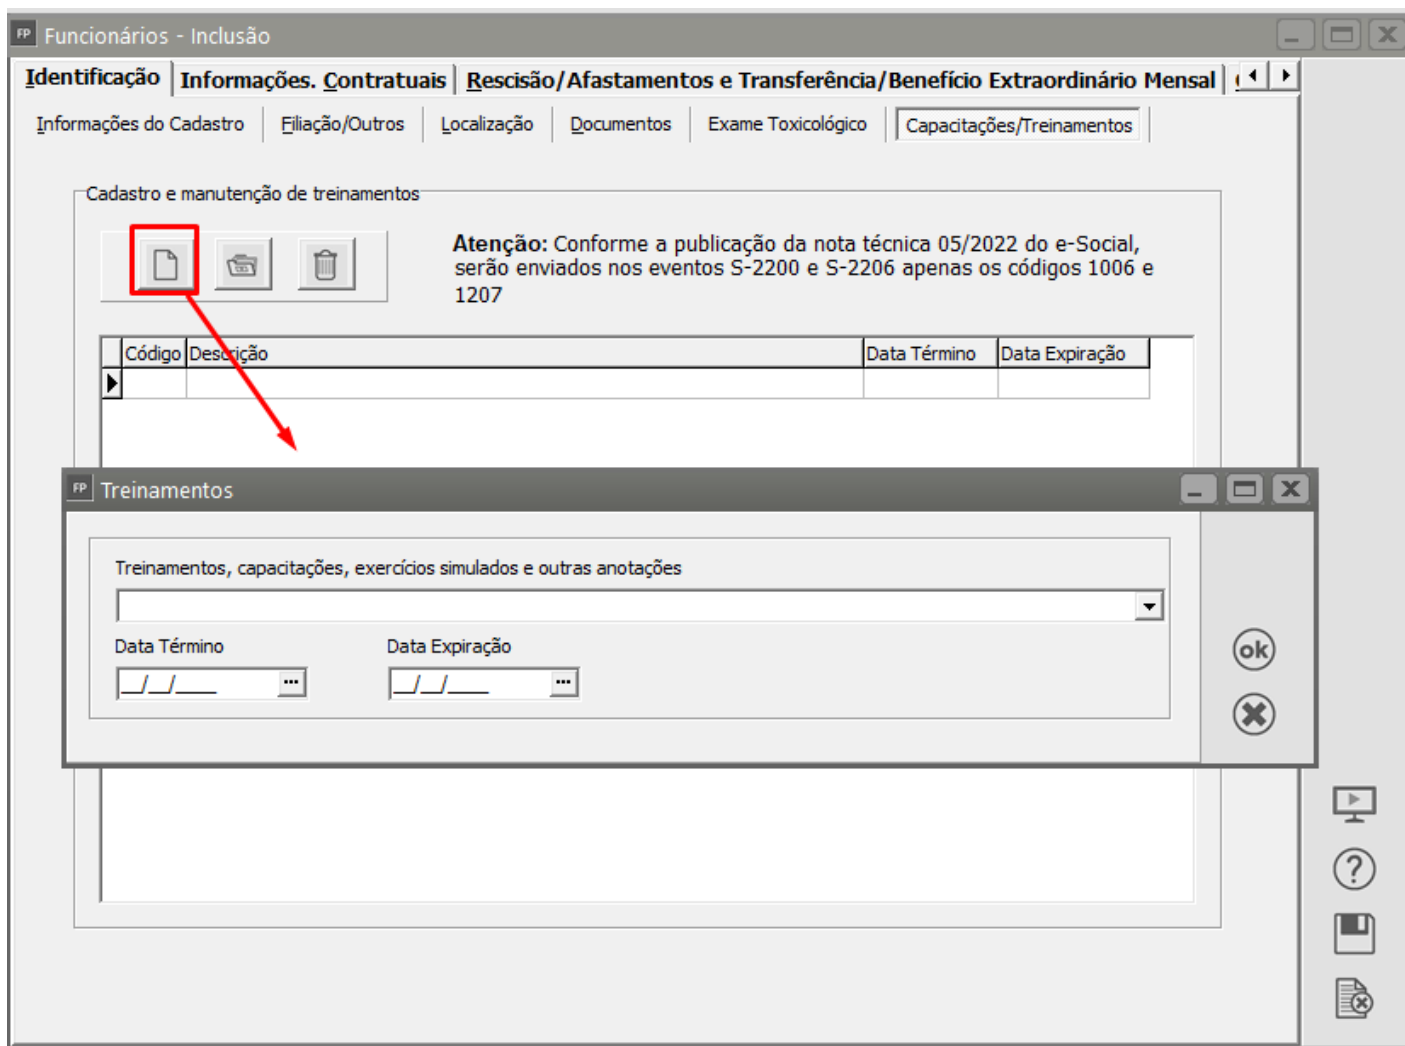 FP Funcionários - Inclusão
Identificação Informações. Contratuais Rescisão/Afastamentos e Transferência/Benefício Extraordinário Mensal
Informações do Cadastro Filiação/Outros Localização Documentos Exame Toxicológico Capacitações/Treinamentos
Cadastro e manutenção de treinamentos
Atenção: Conforme a publicação da nota técnica 05/2022 do e-Social,
serão enviados nos eventos S-2200 e S-2206 apenas os códigos 1006 e
1207
Código Descrição Data Término Data Expiração
FP Treinamentos
Treinamentos, capacitações, exercícios simulados e outras anotações
Data Término Data Expiração
__/__/____ ... __/__/____ ...
ok